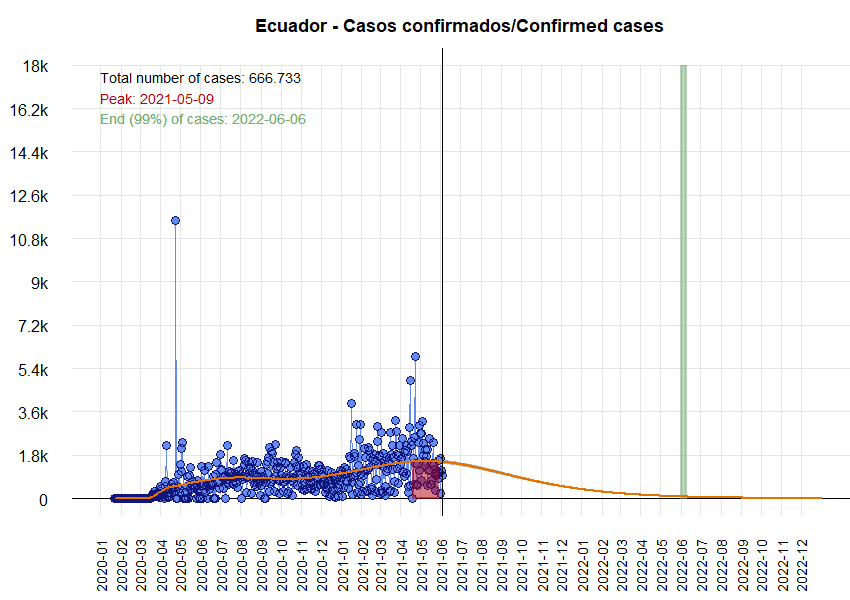 Ecuador - Casos confirmados/Confirmed cases
Total number of cases: 666.733
Peak: 2021-05-09
End (99%) of cases: 2022-06-06
18k
16.2k
14.4k
12.6k
10.8k
9k
7.2k
5.4k
3.6k
1.8k
0
2020-01
2020-02
2020-03
2020-04
2020-05
2020-06
2020-07
2020-08
2020-09
2020-10
2020-11
2020-12
2021-01
2021-02
2021-03
2021-04
2021-05
2021-06
2021-07
2021-08
2021-09
2021-10
2021-11
2021-12
2022-01
2022-02
2022-03
2022-04
2022-05
2022-06
2022-07
2022-08
2022-09
2022-10
2022-11
2022-12